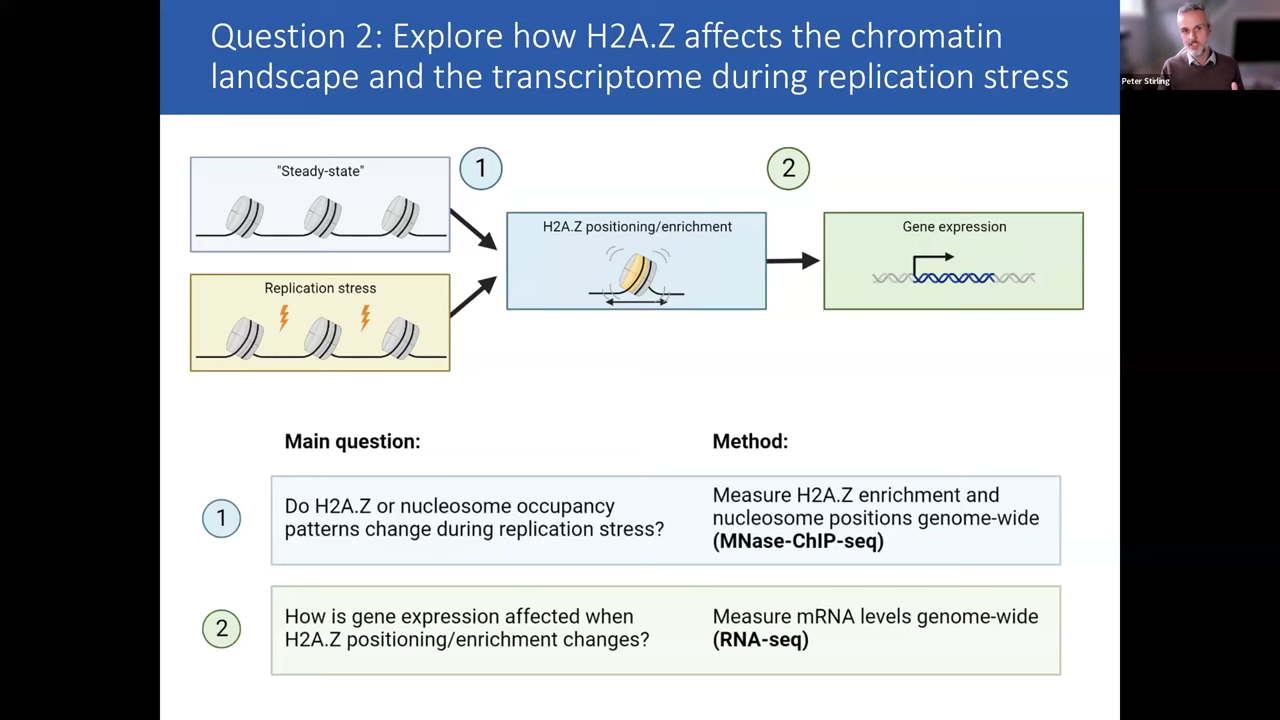 Question 2: Explore how H2A.Z affects the chromatin
landscape and the transcriptome during replication stress
Peter Stirling
"Steady-state"
1
2
H2A.Z positioning/enrichment
Gene expression
Replication stress
Main question:
Method:
1
Do H2A.Z or nucleosome occupancy
patterns change during replication stress?
Measure H2A.Z enrichment and
nucleosome positions genome-wide
(MNase-ChIP-seq)
2
How is gene expression affected when
H2A.Z positioning/enrichment changes?
Measure mRNA levels genome-wide
(RNA-seq)